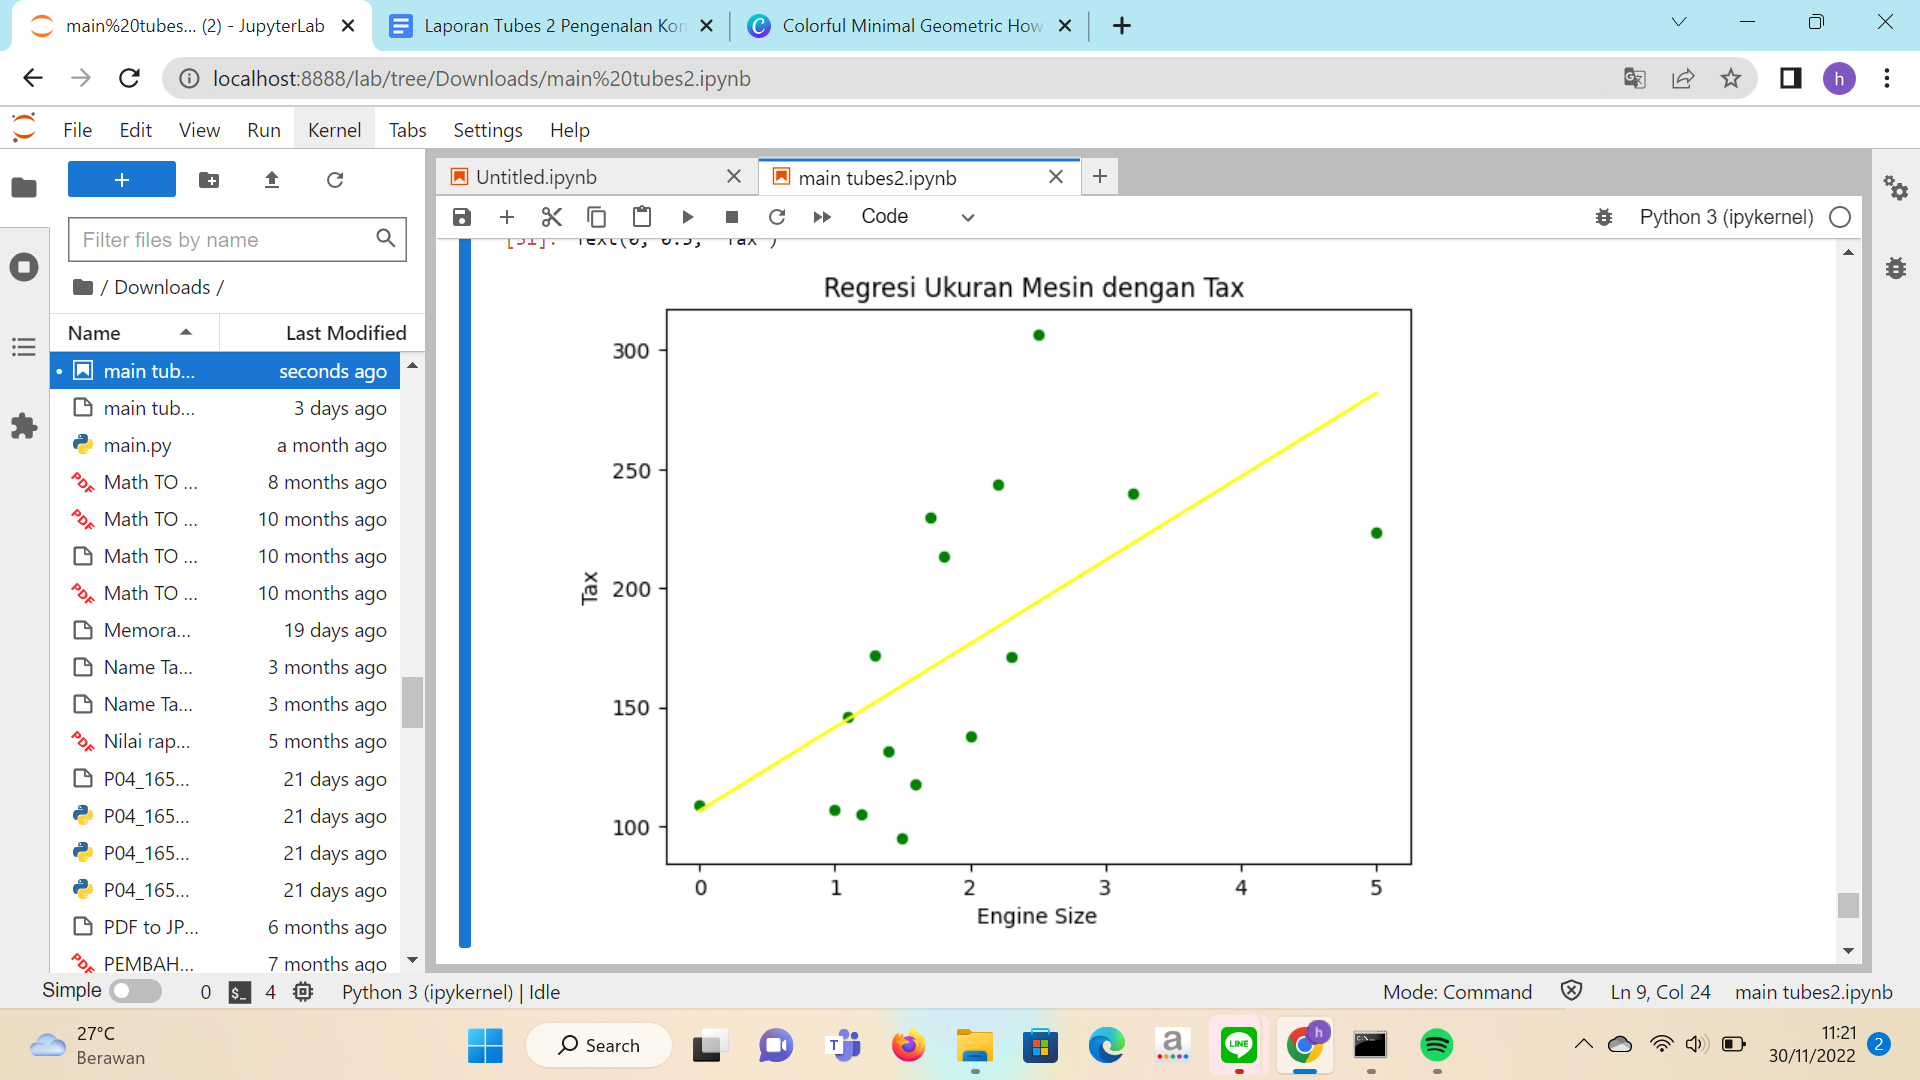 main%20tubes... (2) - JupyterLab
Laporan Tubes 2 Pengenalan Kor
Colorful Minimal Geometric How
localhost:8888/lab/tree/Downloads/main%20tubes2.ipynb
h
File Edit View Run Kernel Tabs Settings Help
Filter files by name
/ Downloads /
Name Last Modified
main tub... seconds ago
main tub... 3 days ago
main.py a month ago
Math TO ... 8 months ago
Math TO ... 10 months ago
Math TO ... 10 months ago
Math TO ... 10 months ago
Memora... 19 days ago
Name Ta... 3 months ago
Name Ta... 3 months ago
Nilai rap... 5 months ago
P04_165... 21 days ago
P04_165... 21 days ago
P04_165... 21 days ago
P04_165... 21 days ago
PDF to JP... 6 months ago
PEMBAH... 7 months ago
Untitled.ipynb
main tubes2.ipynb
Code
Python 3 (ipykernel)
[51]: Text(0, 0.5, 'Tax')
Regresi Ukuran Mesin dengan Tax
300
250
200
150
100
Tax
0 1 2 3 4 5
Engine Size
Simple 0 $_ 4 Python 3 (ipykernel) | Idle
Mode: Command Ln 9, Col 24 main tubes2.ipynb
27°C
Berawan
Search
LINE
h
11:21
30/11/2022
2